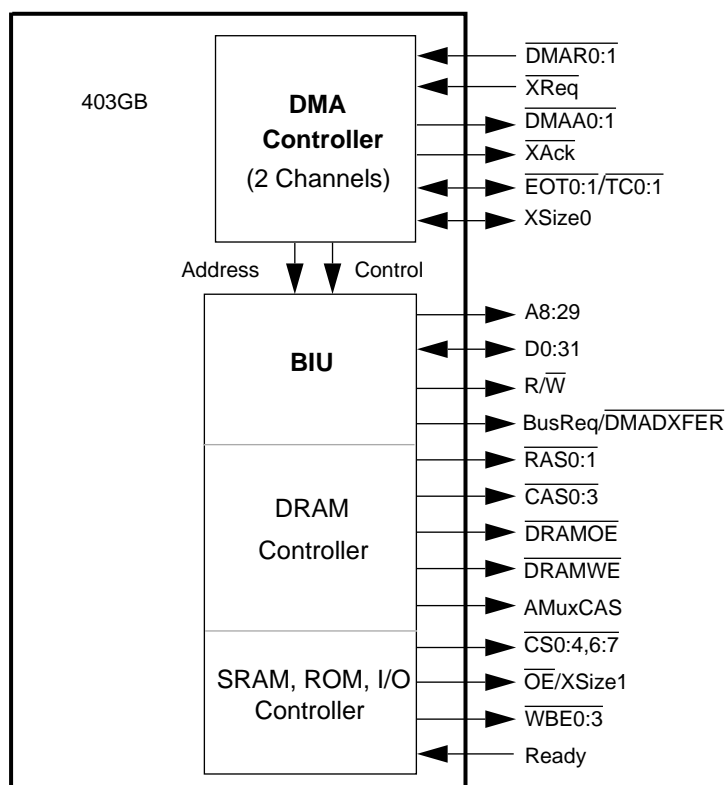 403GB
DMA
Controller
(2 Channels)
DMAR0:1
XReq
DMAA0:1
XAck
EOT0:1/TC0:1
XSize0
Address
Control
BIU
A8:29
D0:31
R/W
BusReq/DMADXFER
DRAM
Controller
RAS0:1
CAS0:3
DRAMOE
DRAMWE
AMuxCAS
SRAM, ROM, I/O
Controller
CS0:4,6:7
OE/XSize1
WBE0:3
Ready